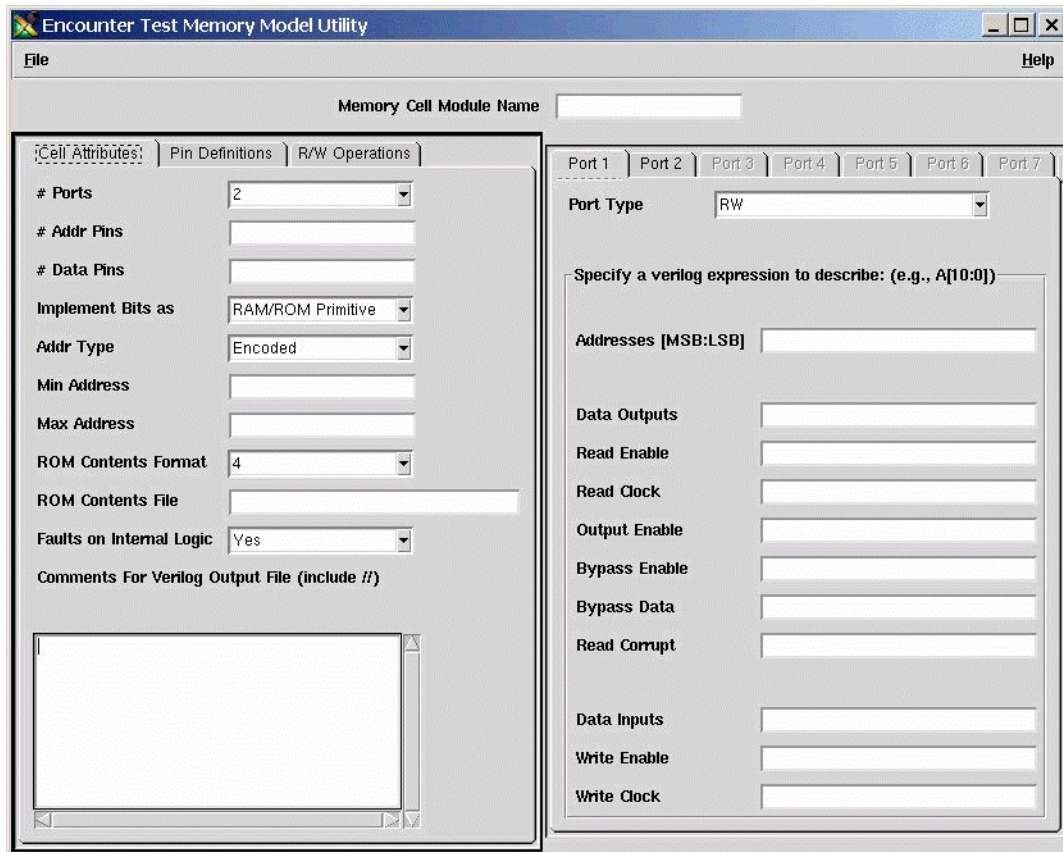 Encounter Test Memory Model Utility
File Help
Memory Cell Module Name
Cell Attributes Pin Definitions R/W Operations
# Ports 2
# Addr Pins
# Data Pins
Implement Bits as RAM/ROM Primitive
Addr Type Encoded
Min Address
Max Address
ROM Contents Format 4
ROM Contents File
Faults on Internal Logic Yes
Comments For Verilog Output File (include //)
Port 1 Port 2 Port 3 Port 4 Port 5 Port 6 Port 7
Port Type RW
Specify a verilog expression to describe: (e.g., A[10:0])
Addresses [MSB:LSB]
Data Outputs
Read Enable
Read Clock
Output Enable
Bypass Enable
Bypass Data
Read Corrupt
Data Inputs
Write Enable
Write Clock